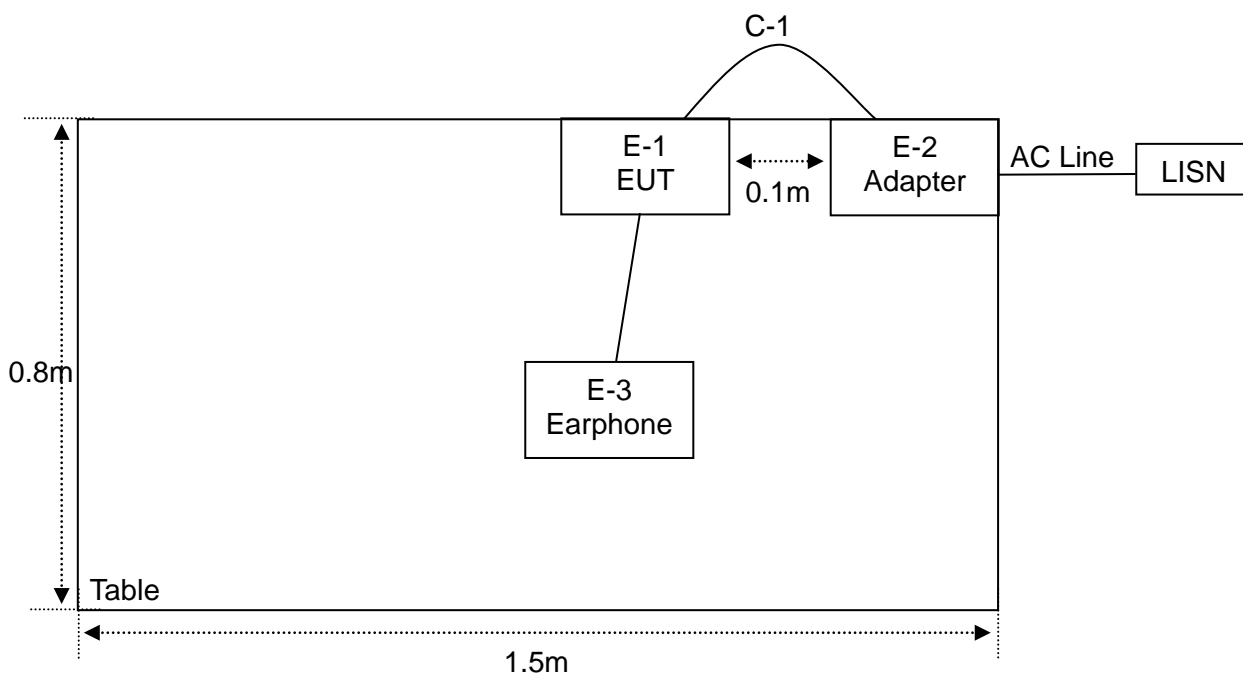 C-1
E-1
EUT
0.1m
E-2
Adapter
AC Line
LISN
0.8m
E-3
Earphone
Table
1.5m